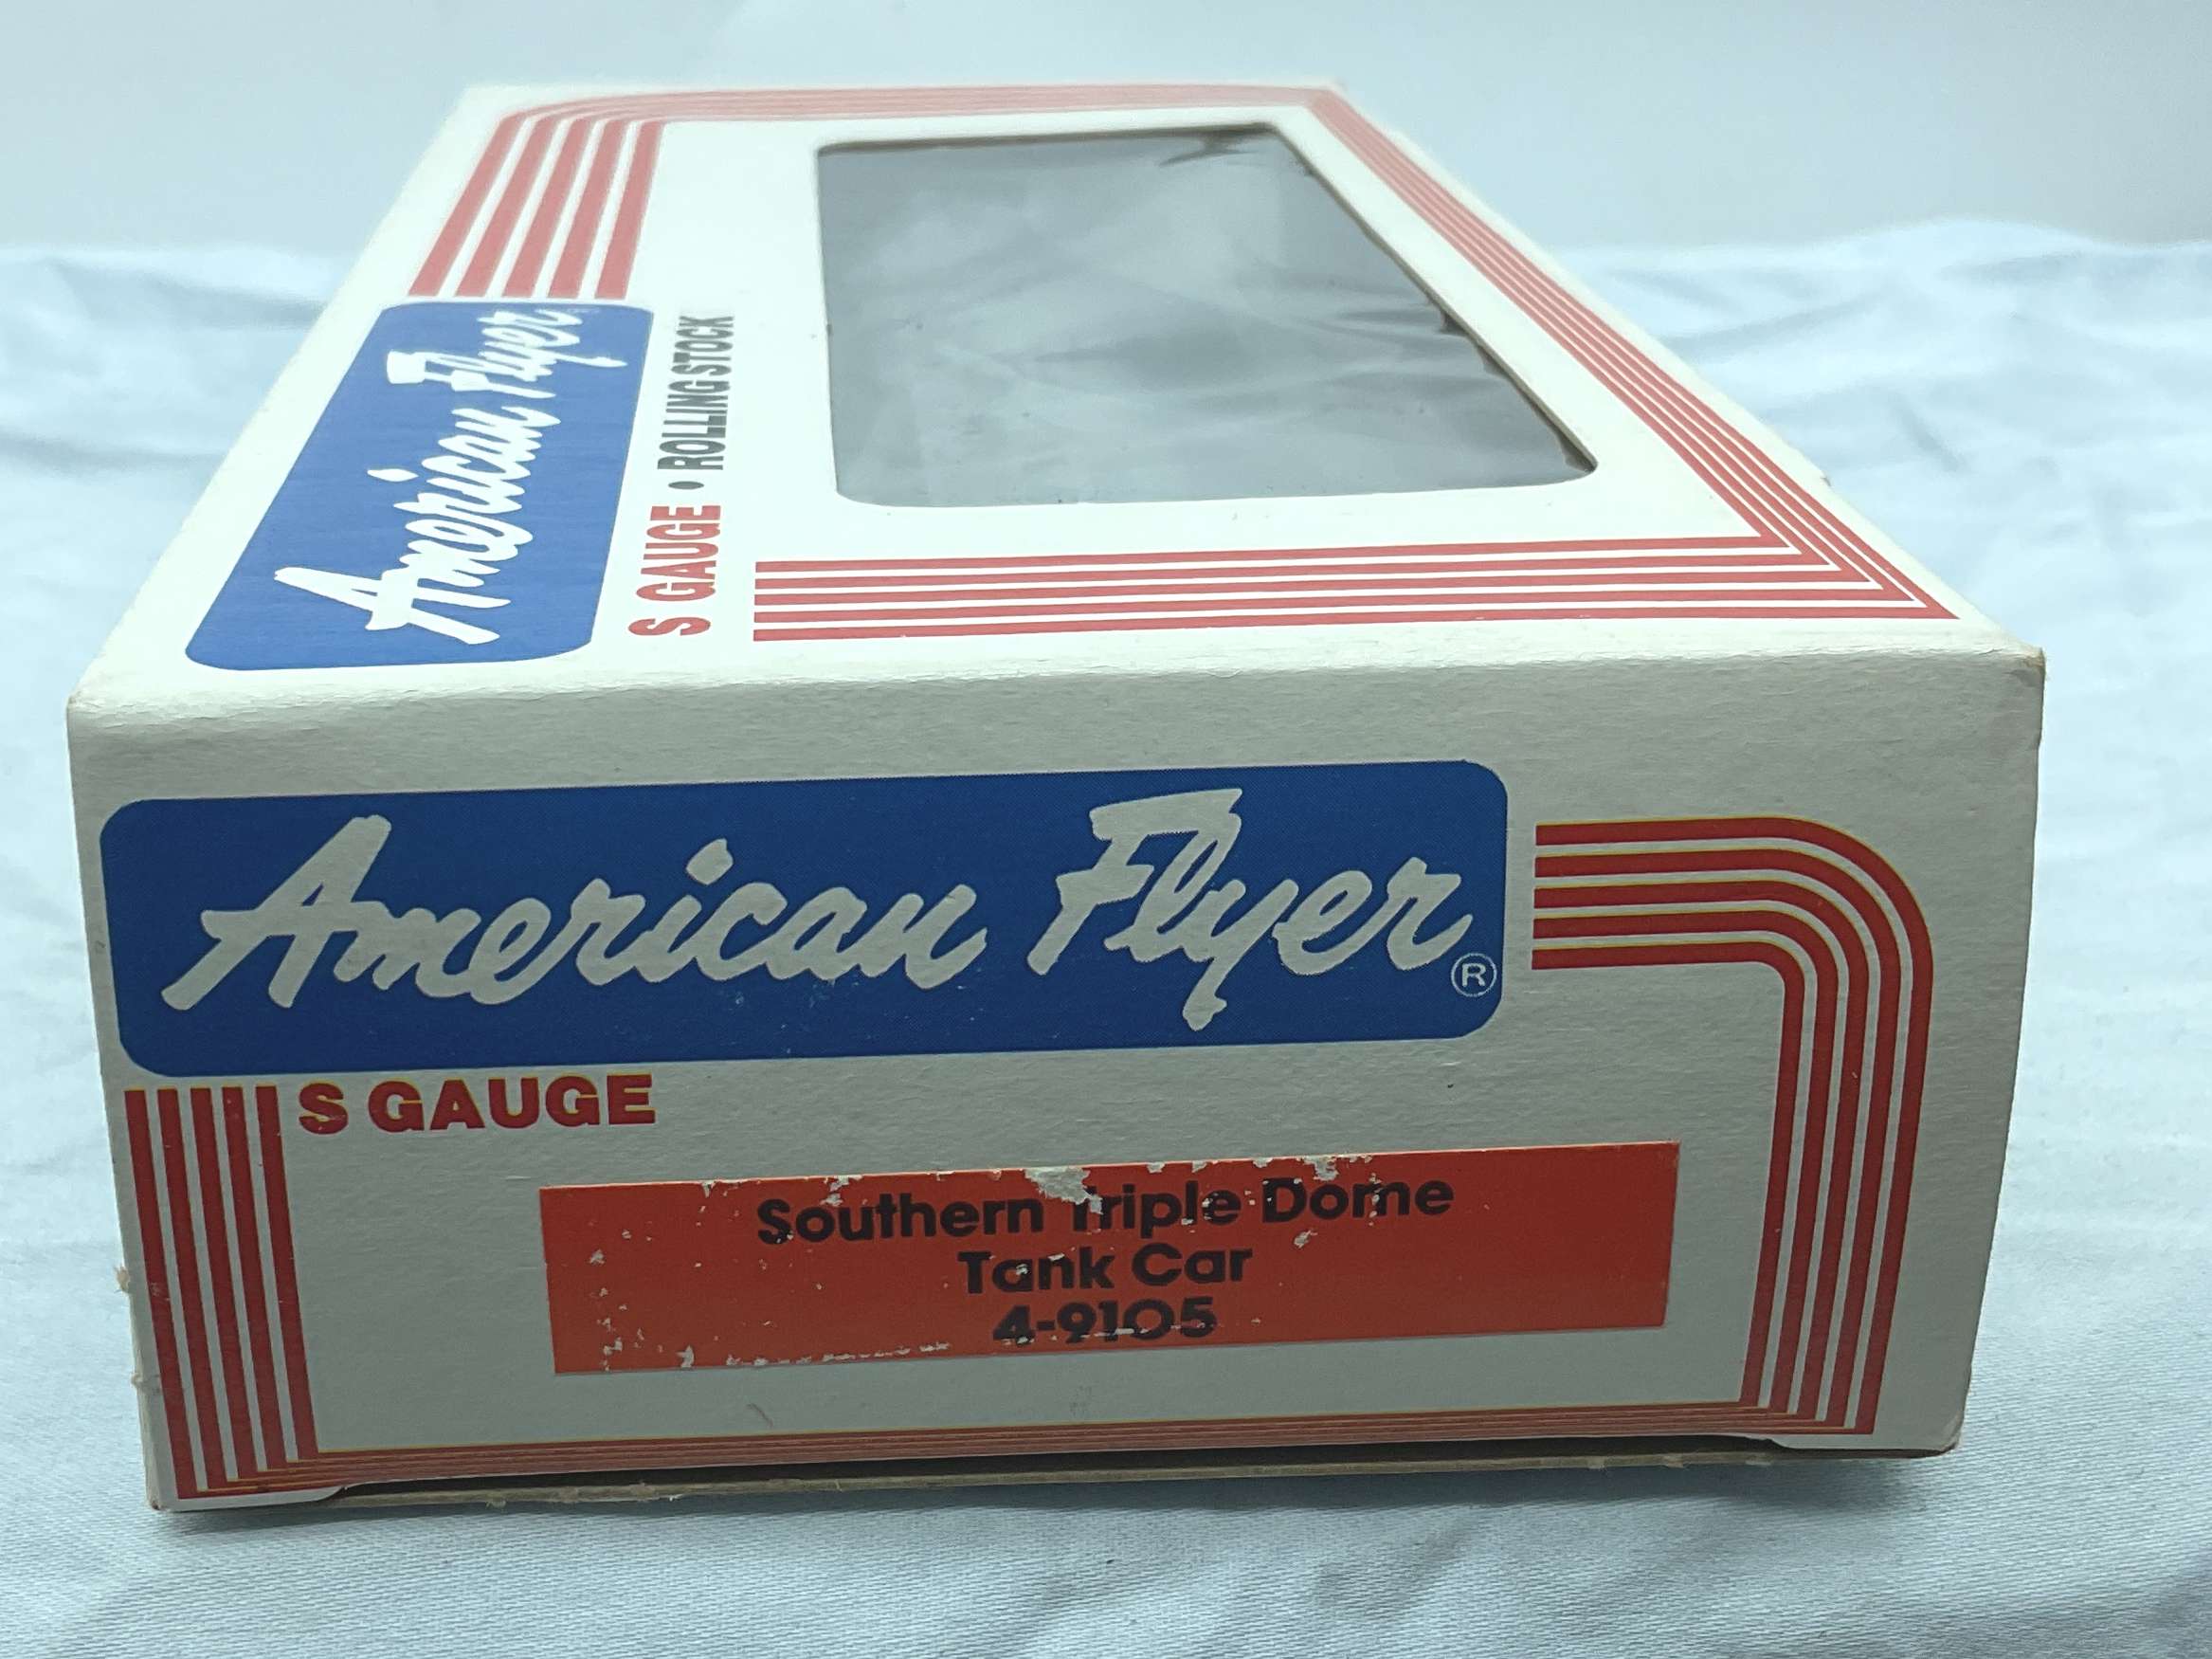 American Flyer
S GAUGE • ROLLING STOCK
American Flyer®
S GAUGE
Southern Triple Dome
Tank Car
4-9105